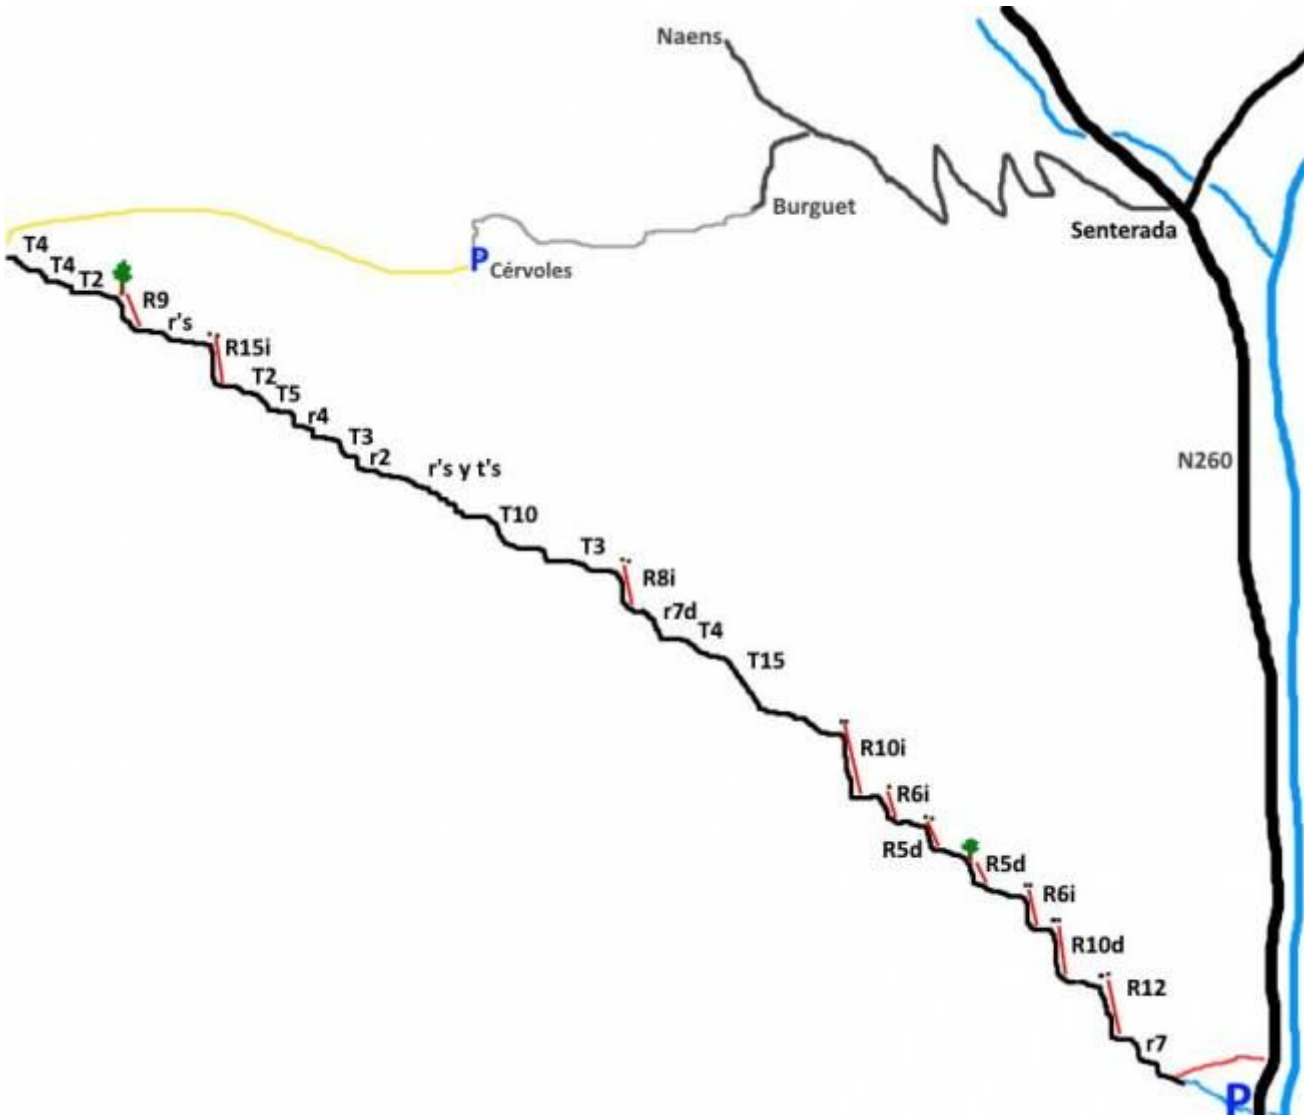 Naens
Burguet
Senterada
P Cérvoles
T4
T4
T2
R9
r's
R15i
T2
T5
r4
T3
r2
r's y t's
N260
T10
T3
R8i
r7d
T4
T15
R10i
R6i
R5d
R5d
R6i
R10d
R12
r7
P